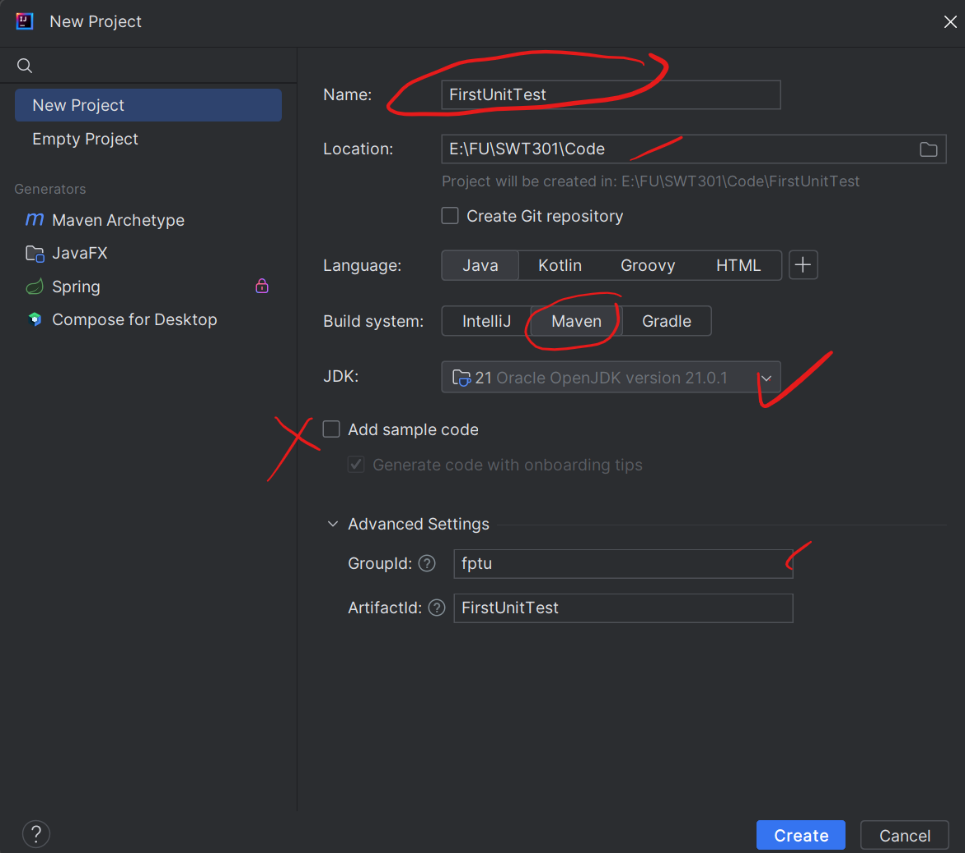 New Project
New Project
Empty Project
Generators
Maven Archetype
JavaFX
Spring
Compose for Desktop
Name: FirstUnitTest
Location: E:\FU\SWT301\Code
Project will be created in: E:\FU\SWT301\Code\FirstUnitTest
Create Git repository
Language: Java Kotlin Groovy HTML
Build system: IntelliJ Maven Gradle
JDK: 21 Oracle OpenJDK version 21.0.1
Add sample code
Generate code with onboarding tips
Advanced Settings
GroupId: ? fptu
ArtifactId: ? FirstUnitTest
? Create Cancel